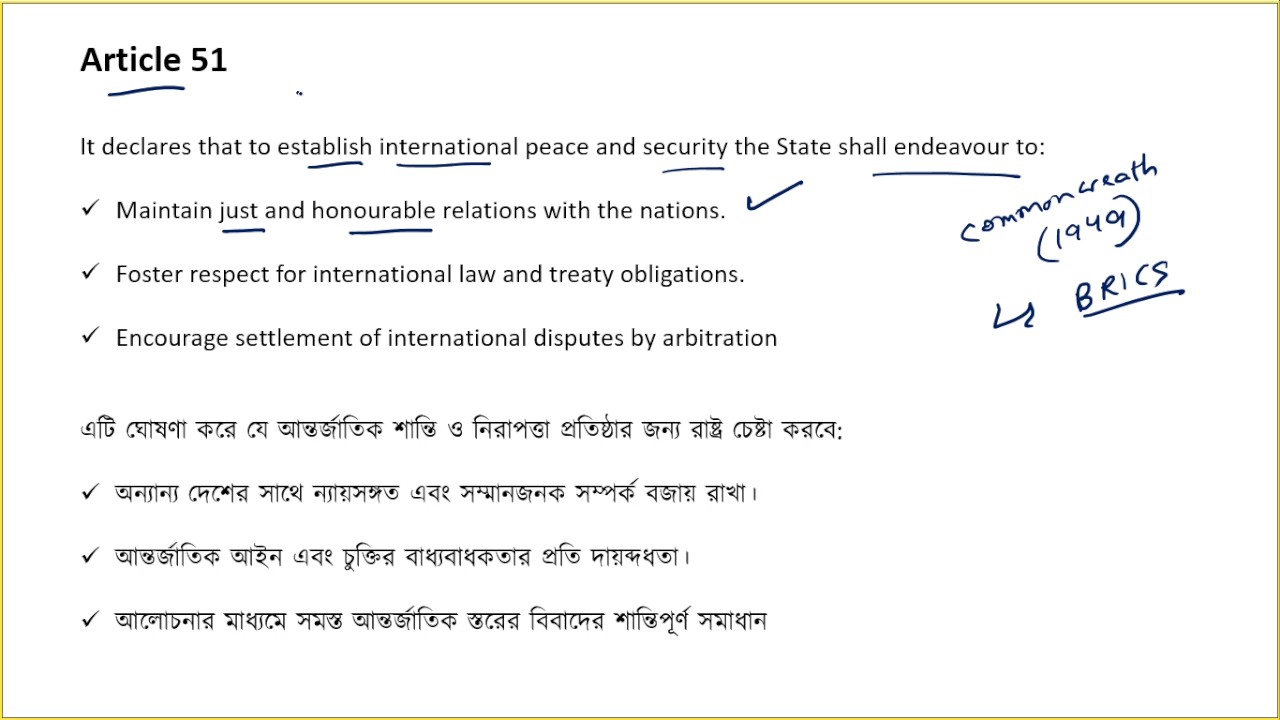 Article 51
It declares that to establish international peace and security the State shall endeavour to:
✓ Maintain just and honourable relations with the nations.
commonwreath
(1949)
✓ Foster respect for international law and treaty obligations.
BRICS
✓ Encourage settlement of international disputes by arbitration
এটি ঘোষণা করে যে আন্তর্জাতিক শান্তি ও নিরাপত্তা প্রতিষ্ঠার জন্য রাষ্ট্র চেষ্টা করবে:
✓ অন্যান্য দেশের সাথে ন্যায়সঙ্গত এবং সম্মানজনক সম্পর্ক বজায় রাখা।
✓ আন্তর্জাতিক আইন এবং চুক্তির বাধ্যবাধকতার প্রতি দায়ব্দধতা।
✓ আলোচনার মাধ্যমে সমস্ত আন্তর্জাতিক স্তরের বিবাদের শান্তিপূর্ণ সমাধান